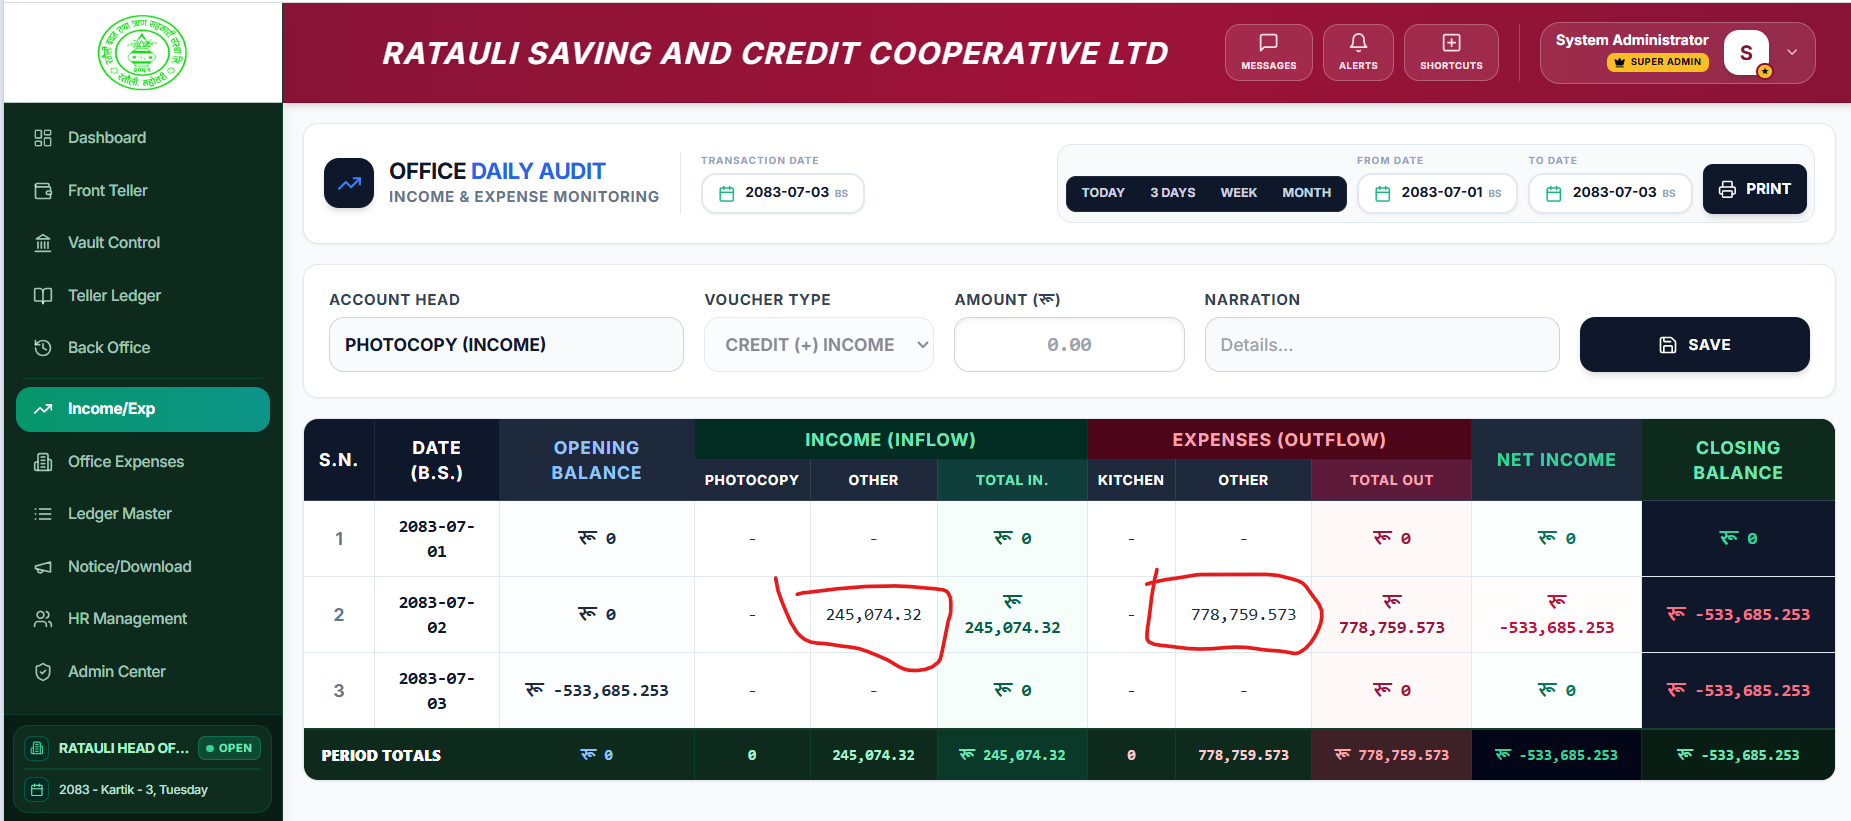 RATAULI SAVING AND CREDIT COOPERATIVE LTD
MESSAGES
ALERTS
SHORTCUTS
System Administrator
SUPER ADMIN
S
Dashboard
Front Teller
Vault Control
Teller Ledger
Back Office
Income/Exp
Office Expenses
Ledger Master
Notice/Download
HR Management
Admin Center
RATAULI HEAD OF...
OPEN
2083 - Kartik - 3, Tuesday
OFFICE DAILY AUDIT
INCOME & EXPENSE MONITORING
TRANSACTION DATE
2083-07-03 BS
TODAY 3 DAYS WEEK MONTH
FROM DATE
2083-07-01 BS
TO DATE
2083-07-03 BS
PRINT
ACCOUNT HEAD
PHOTOCOPY (INCOME)
VOUCHER TYPE
CREDIT (+) INCOME
AMOUNT (रू)
0.00
NARRATION
Details...
SAVE
S.N. DATE (B.S.) OPENING BALANCE INCOME (INFLOW) EXPENSES (OUTFLOW) NET INCOME CLOSING BALANCE
PHOTOCOPY OTHER TOTAL IN. KITCHEN OTHER TOTAL OUT
1 2083-07-01 रू 0 - - रू 0 - - रू 0 रू 0 रू 0
2 2083-07-02 रू 0 - 245,074.32 रू 245,074.32 - 778,759.573 रू 778,759.573 रू -533,685.253 रू -533,685.253
3 2083-07-03 रू -533,685.253 - - रू 0 - - रू 0 रू 0 रू -533,685.253
PERIOD TOTALS रू 0 0 245,074.32 रू 245,074.32 0 778,759.573 रू 778,759.573 रू -533,685.253 रू -533,685.253